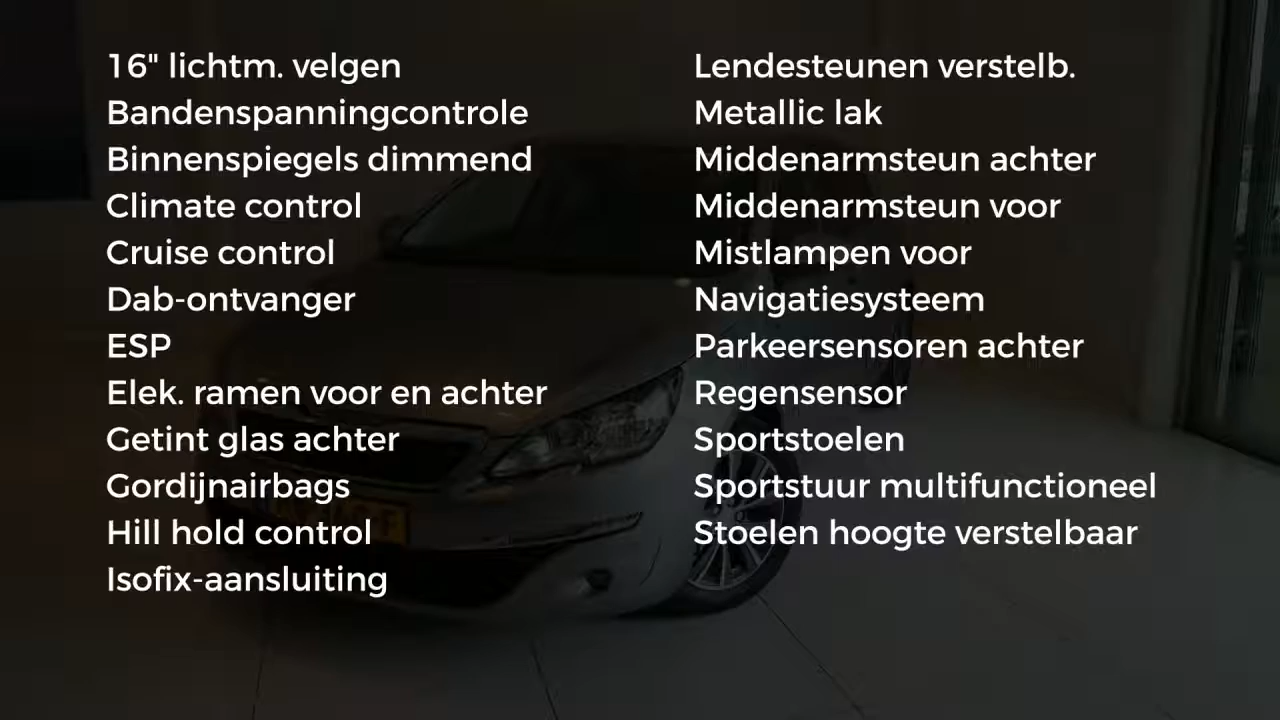 16" lichtm. velgen
Bandenspanningcontrole
Binnenspiegels dimmend
Climate control
Cruise control
Dab-ontvanger
ESP
Elek. ramen voor en achter
Getint glas achter
Gordijnairbags
Hill hold control
Isofix-aansluiting
Lendesteunen verstelb.
Metallic lak
Middenarmsteun achter
Middenarmsteun voor
Mistlampen voor
Navigatiesysteem
Parkeersensoren achter
Regensensor
Sportstoelen
Sportstuur multifunctioneel
Stoelen hoogte verstelbaar